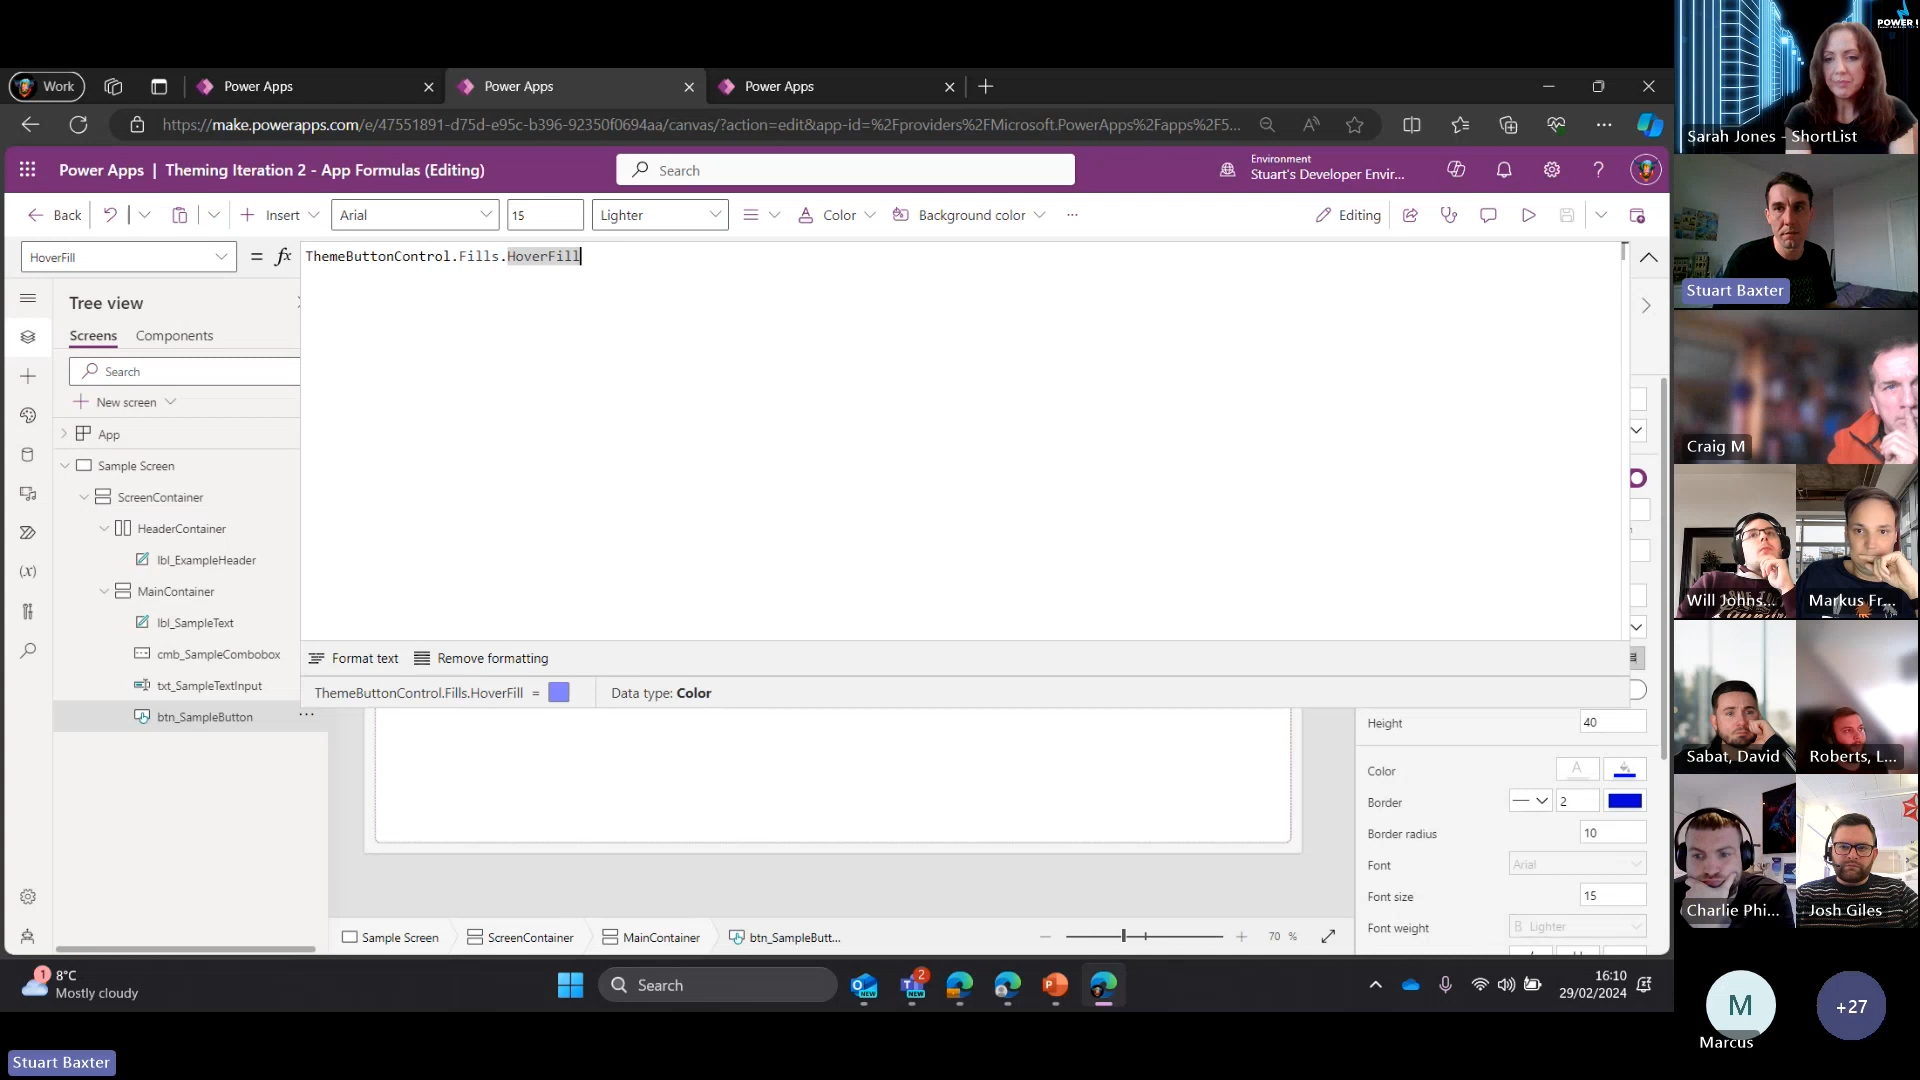 POWER
Sarah Jones - ShortList
Work
Power Apps
Power Apps
Power Apps
https://make.powerapps.com/e/47551891-d75d-e95c-b396-92350f0694aa/canvas/?action=edit&app-id=%2Fproviders%2FMicrosoft.PowerApps%2Fapps%2F5...
Power Apps | Theming Iteration 2 - App Formulas (Editing)
Search
Environment
Stuart's Developer Envir...
Back
Insert
Arial
15
Lighter
Color
Background color
...
Editing
HoverFill
= fx
ThemeButtonControl.Fills.HoverFill
Stuart Baxter
Tree view
Screens
Components
Search
New screen
App
Sample Screen
ScreenContainer
HeaderContainer
lbl_ExampleHeader
MainContainer
lbl_SampleText
cmb_SampleCombobox
txt_SampleTextInput
btn_SampleButton
...
Craig M
Will Johns...
Markus Fr...
Format text
Remove formatting
ThemeButtonControl.Fills.HoverFill =
Data type: Color
Height
40
Color
Border
2
Border radius
10
Font
Arial
Font size
15
Font weight
B Lighter
Sabat, David
Roberts, L...
Charlie Phi...
Josh Giles
Sample Screen
ScreenContainer
MainContainer
btn_SampleButt...
70 %
1
8°C
Mostly cloudy
Search
NEW
2
NEW
16:10
29/02/2024
M
Marcus
+27
Stuart Baxter